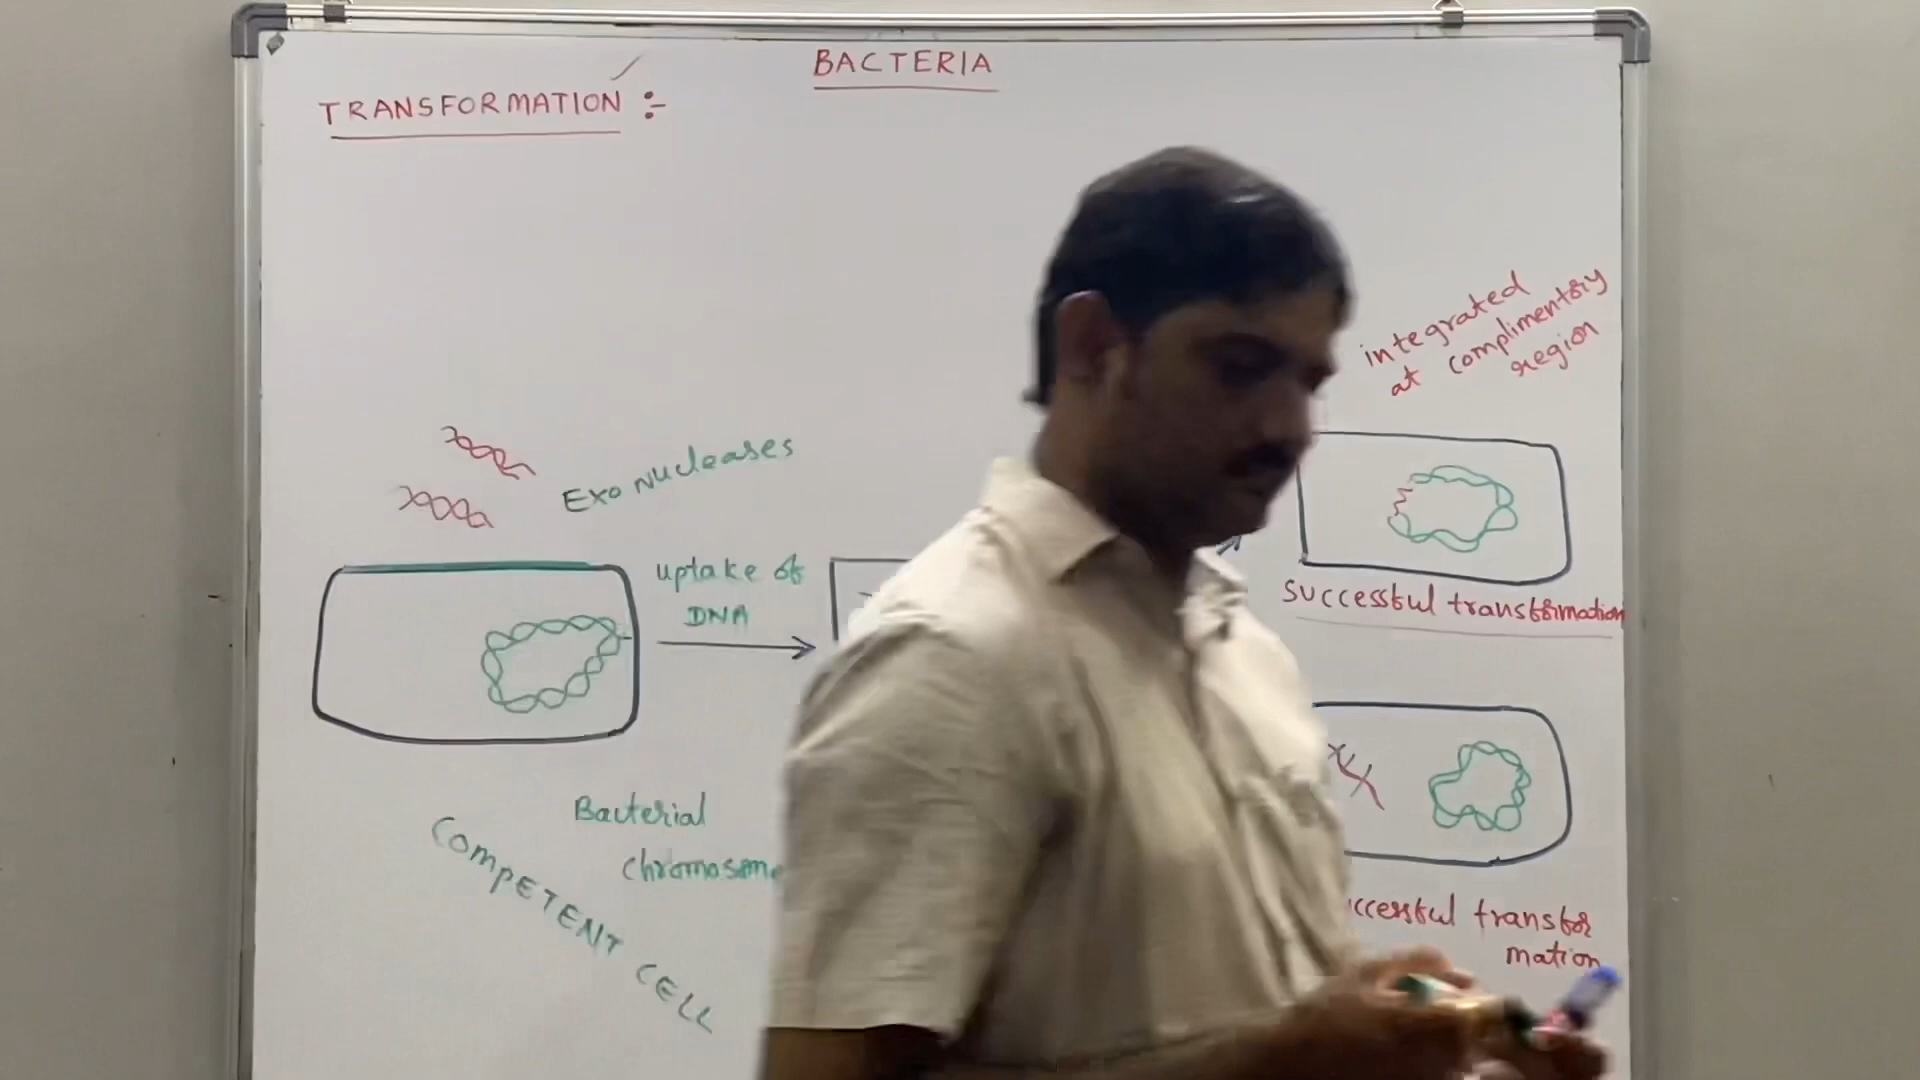 BACTERIA
TRANSFORMATION :-
integrated
at complimentory
region
Exo nucleases
uptake of
DNA
successful transformation
Bacterial
chromosome
COMPETENT CELL
ccessful transfor
mation